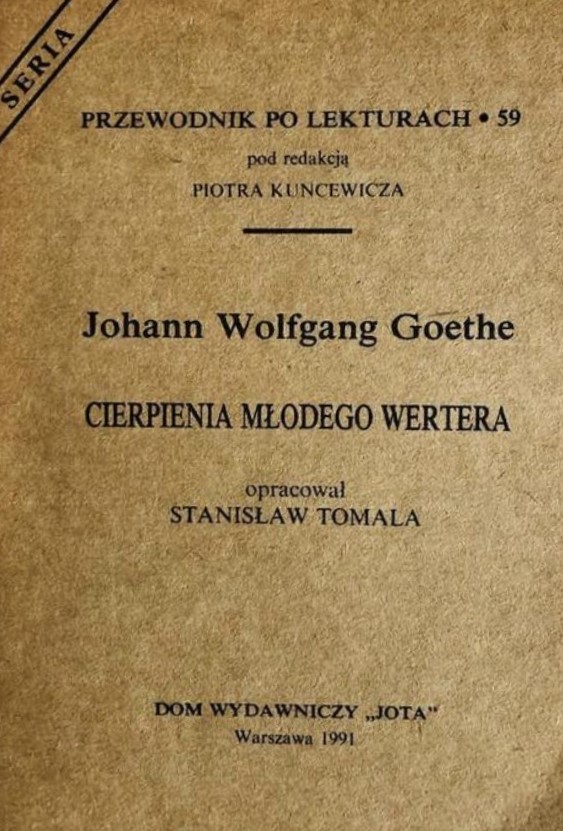 SERIA
PRZEWODNIK PO LEKTURACH • 59
pod redakcją
PIOTRA KUNCEWICZA
Johann Wolfgang Goethe
CIERPIENIA MŁODEGO WERTERA
opracował
STANISŁAW TOMALA
DOM WYDAWNICZY „JOTA”
Warszawa 1991